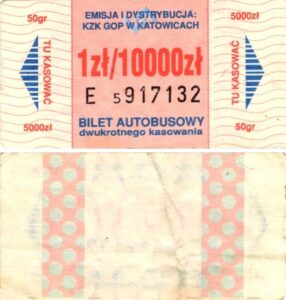 50gr
EMISJA I DYSTRYBUCJA:
KZK GOP W KATOWICACH
5000zł
TU KASOWAĆ
1zł/10000zł
TU KASOWAĆ
E 5917132
5000zł
BILET AUTOBUSOWY
dwukrotnego kasowania
50gr